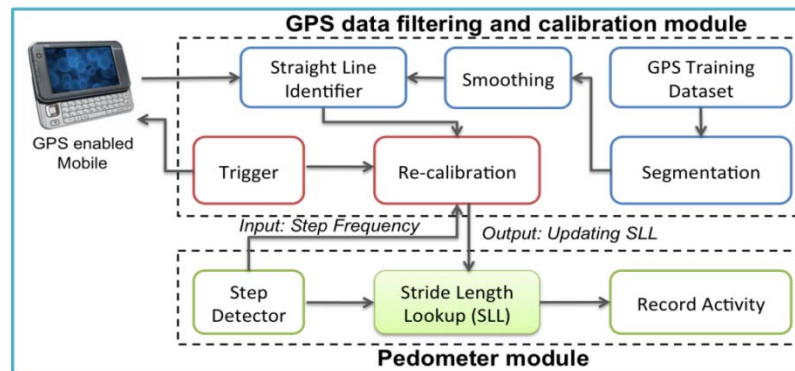 GPS data filtering and calibration module
Straight Line
Identifier
Smoothing
GPS Training
Dataset
GPS enabled
Mobile
Trigger
Re-calibration
Segmentation
Input: Step Frequency
Output: Updating SLL
Step
Detector
Stride Length
Lookup (SLL)
Record Activity
Pedometer module